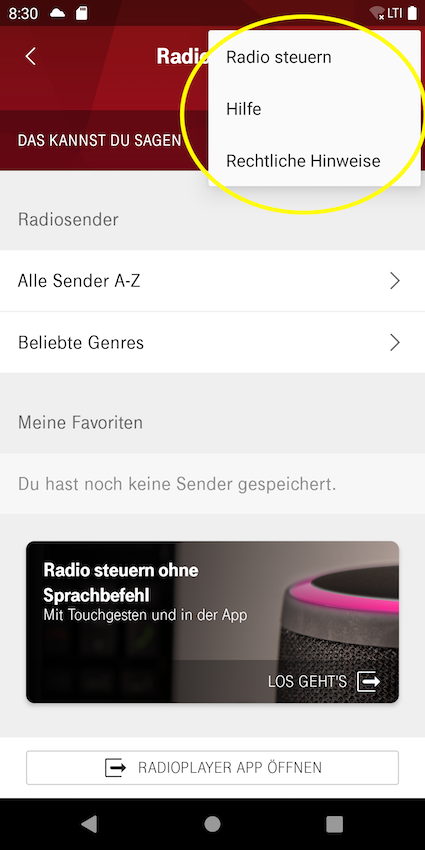 8:30
LTI
Radio
Radio steuern
Hilfe
Rechtliche Hinweise
DAS KANNST DU SAGEN
Radiosender
Alle Sender A-Z
Beliebte Genres
Meine Favoriten
Du hast noch keine Sender gespeichert.
Radio steuern ohne
Sprachbefehl
Mit Touchgesten und in der App
LOS GEHT'S
RADIOPLAYER APP ÖFFNEN